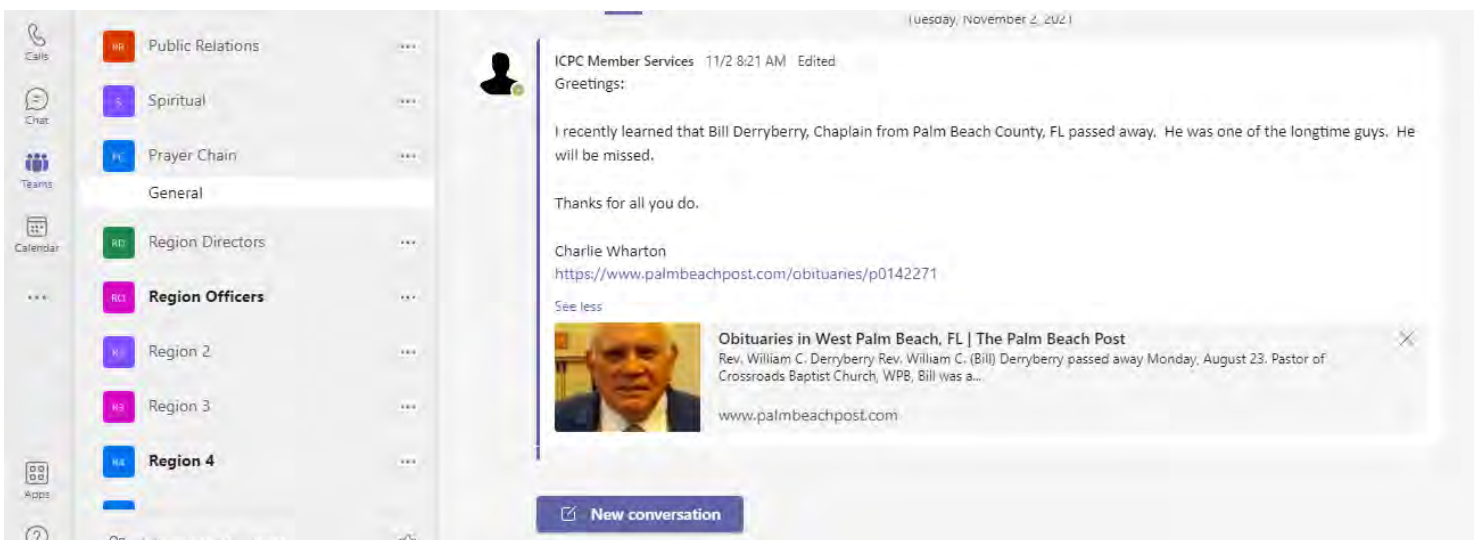 Calls
Chat
Teams
Calendar
Apps
Public Relations
Spiritual
Prayer Chain
General
Region Directors
Region Officers
Region 2
Region 3
Region 4
Tuesday, November 2, 2021
ICPC Member Services 11/2 8:21 AM Edited
Greetings:
I recently learned that Bill Derryberry, Chaplain from Palm Beach County, FL passed away. He was one of the longtime guys. He
will be missed.
Thanks for all you do.
Charlie Wharton
https://www.palmbeachpost.com/obituaries/p0142271
See less
Obituaries in West Palm Beach, FL | The Palm Beach Post
Rev. William C. Derryberry Rev. William C. (Bill) Derryberry passed away Monday, August 23. Pastor of
Crossroads Baptist Church, WPB, Bill was a...
www.palmbeachpost.com
New conversation